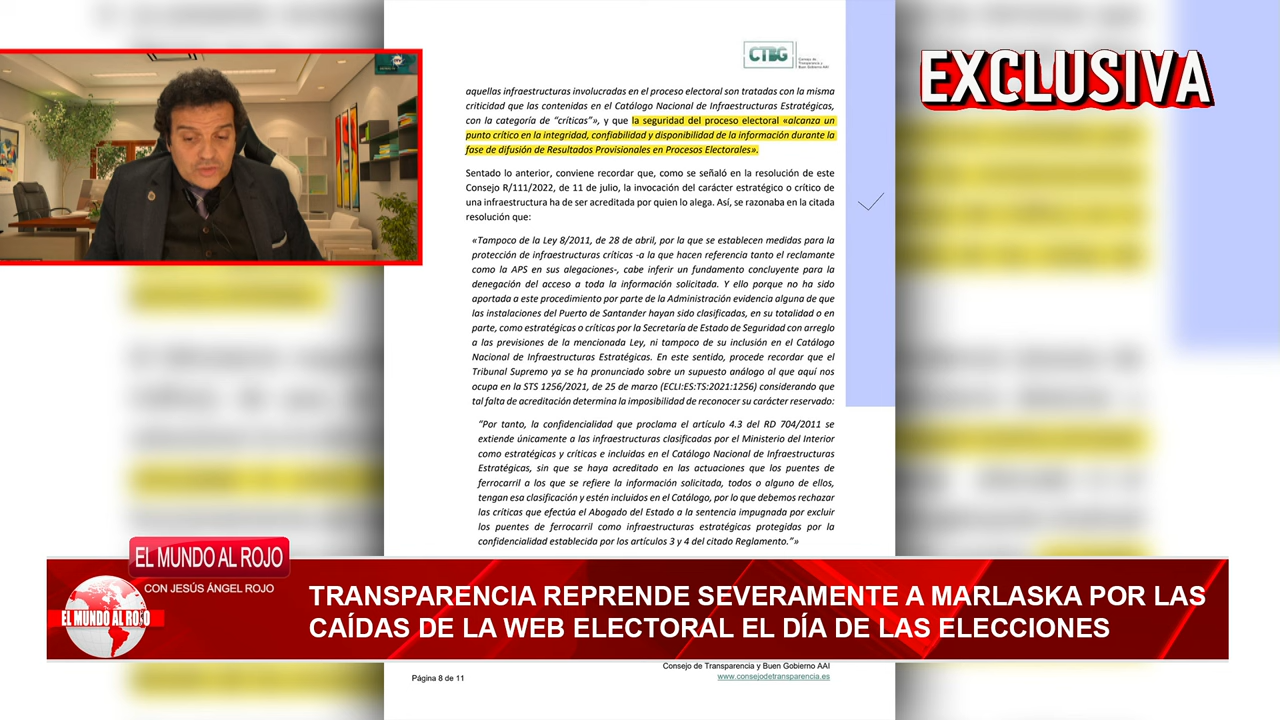 EXCLUSIVA
CTBG
Consejo de
Transparencia y
Buen Gobierno AAI
aquellas infraestructuras involucradas en el proceso electoral son tratadas con la misma
criticidad que las contenidas en el Catálogo Nacional de Infraestructuras Estratégicas,
con la categoría de “críticas”», y que la seguridad del proceso electoral «alcanza un
punto crítico en la integridad, confiabilidad y disponibilidad de la información durante la
fase de difusión de Resultados Provisionales en Procesos Electorales».
Sentado lo anterior, conviene recordar que, como se señaló en la resolución de este
Consejo R/111/2022, de 11 de julio, la invocación del carácter estratégico o crítico de
una infraestructura ha de ser acreditada por quien lo alega. Así, se razonaba en la citada
resolución que:
«Tampoco de la Ley 8/2011, de 28 de abril, por la que se establecen medidas para la
protección de infraestructuras críticas -a la que hacen referencia tanto el reclamante
como la APS en sus alegaciones-, cabe inferir un fundamento concluyente para la
denegación del acceso a toda la información solicitada. Y ello porque no ha sido
aportada a este procedimiento por parte de la Administración evidencia alguna de que
las instalaciones del Puerto de Santander hayan sido clasificadas, en su totalidad o en
parte, como estratégicas o críticas por la Secretaría de Estado de Seguridad con arreglo
a las previsiones de la mencionada Ley, ni tampoco de su inclusión en el Catálogo
Nacional de Infraestructuras Estratégicas. En este sentido, procede recordar que el
Tribunal Supremo ya se ha pronunciado sobre un supuesto análogo al que aquí nos
ocupa en la STS 1256/2021, de 25 de marzo (ECLI:ES:TS:2021:1256) considerando que
tal falta de acreditación determina la imposibilidad de reconocer su carácter reservado:
“Por tanto, la confidencialidad que proclama el artículo 4.3 del RD 704/2011 se
extiende únicamente a las infraestructuras clasificadas por el Ministerio del Interior
como estratégicas y críticas e incluidas en el Catálogo Nacional de Infraestructuras
Estratégicas, sin que se haya acreditado en las actuaciones que los puentes de
ferrocarril a los que se refiere la información solicitada, todos o alguno de ellos,
tengan esa clasificación y estén incluidos en el Catálogo, por lo que debemos rechazar
las críticas que efectúa el Abogado del Estado a la sentencia impugnada por excluir
los puentes de ferrocarril como infraestructuras estratégicas protegidas por la
confidencialidad establecida por los artículos 3 y 4 del citado Reglamento.”»
EL MUNDO AL ROJO
CON JESÚS ÁNGEL ROJO
EL MUNDO AL ROJO
TRANSPARENCIA REPRENDE SEVERAMENTE A MARLASKA POR LAS
CAÍDAS DE LA WEB ELECTORAL EL DÍA DE LAS ELECCIONES
Consejo de Transparencia y Buen Gobierno AAI
Página 8 de 11
www.consejodetransparencia.es